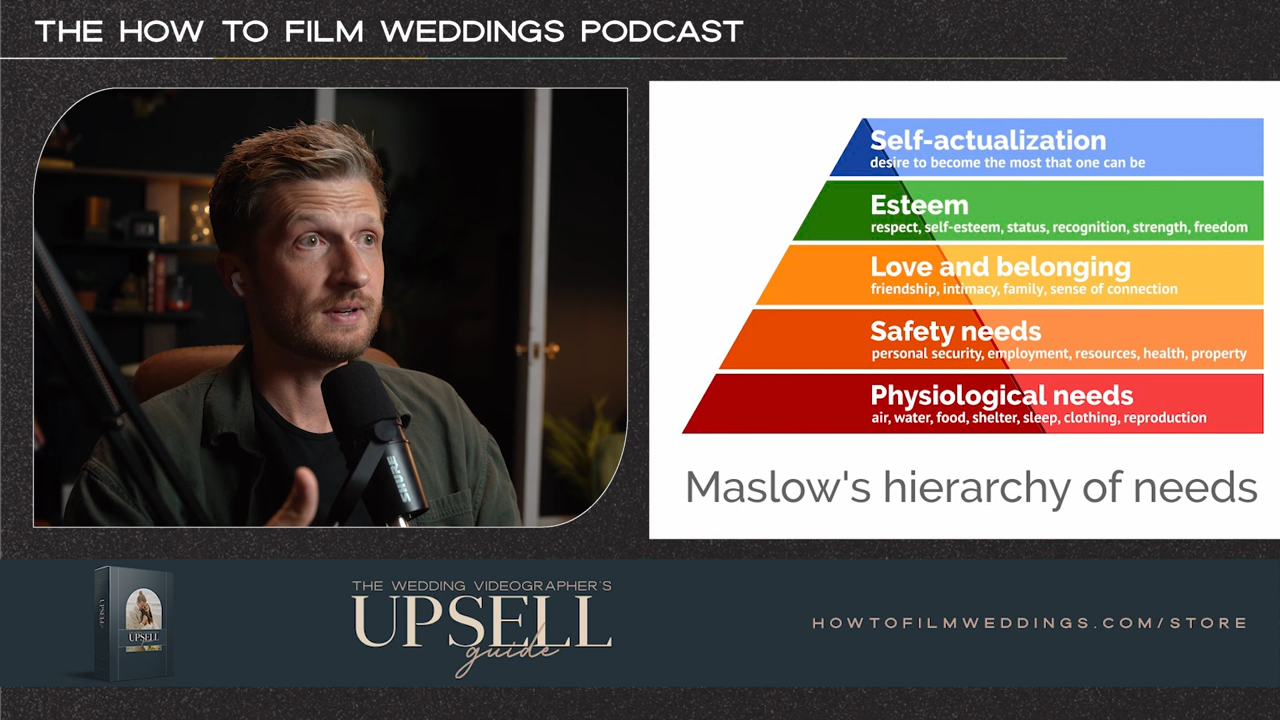 THE HOW TO FILM WEDDINGS PODCAST
Self-actualization
desire to become the most that one can be
Esteem
respect, self-esteem, status, recognition, strength, freedom
Love and belonging
friendship, intimacy, family, sense of connection
Safety needs
personal security, employment, resources, health, property
Physiological needs
air, water, food, shelter, sleep, clothing, reproduction
Maslow's hierarchy of needs
SHURE
UPSELL
UPSELL
THE WEDDING VIDEOGRAPHER'S
UPSELL
guide
HOWTOFILMWEDDINGS.COM/STORE